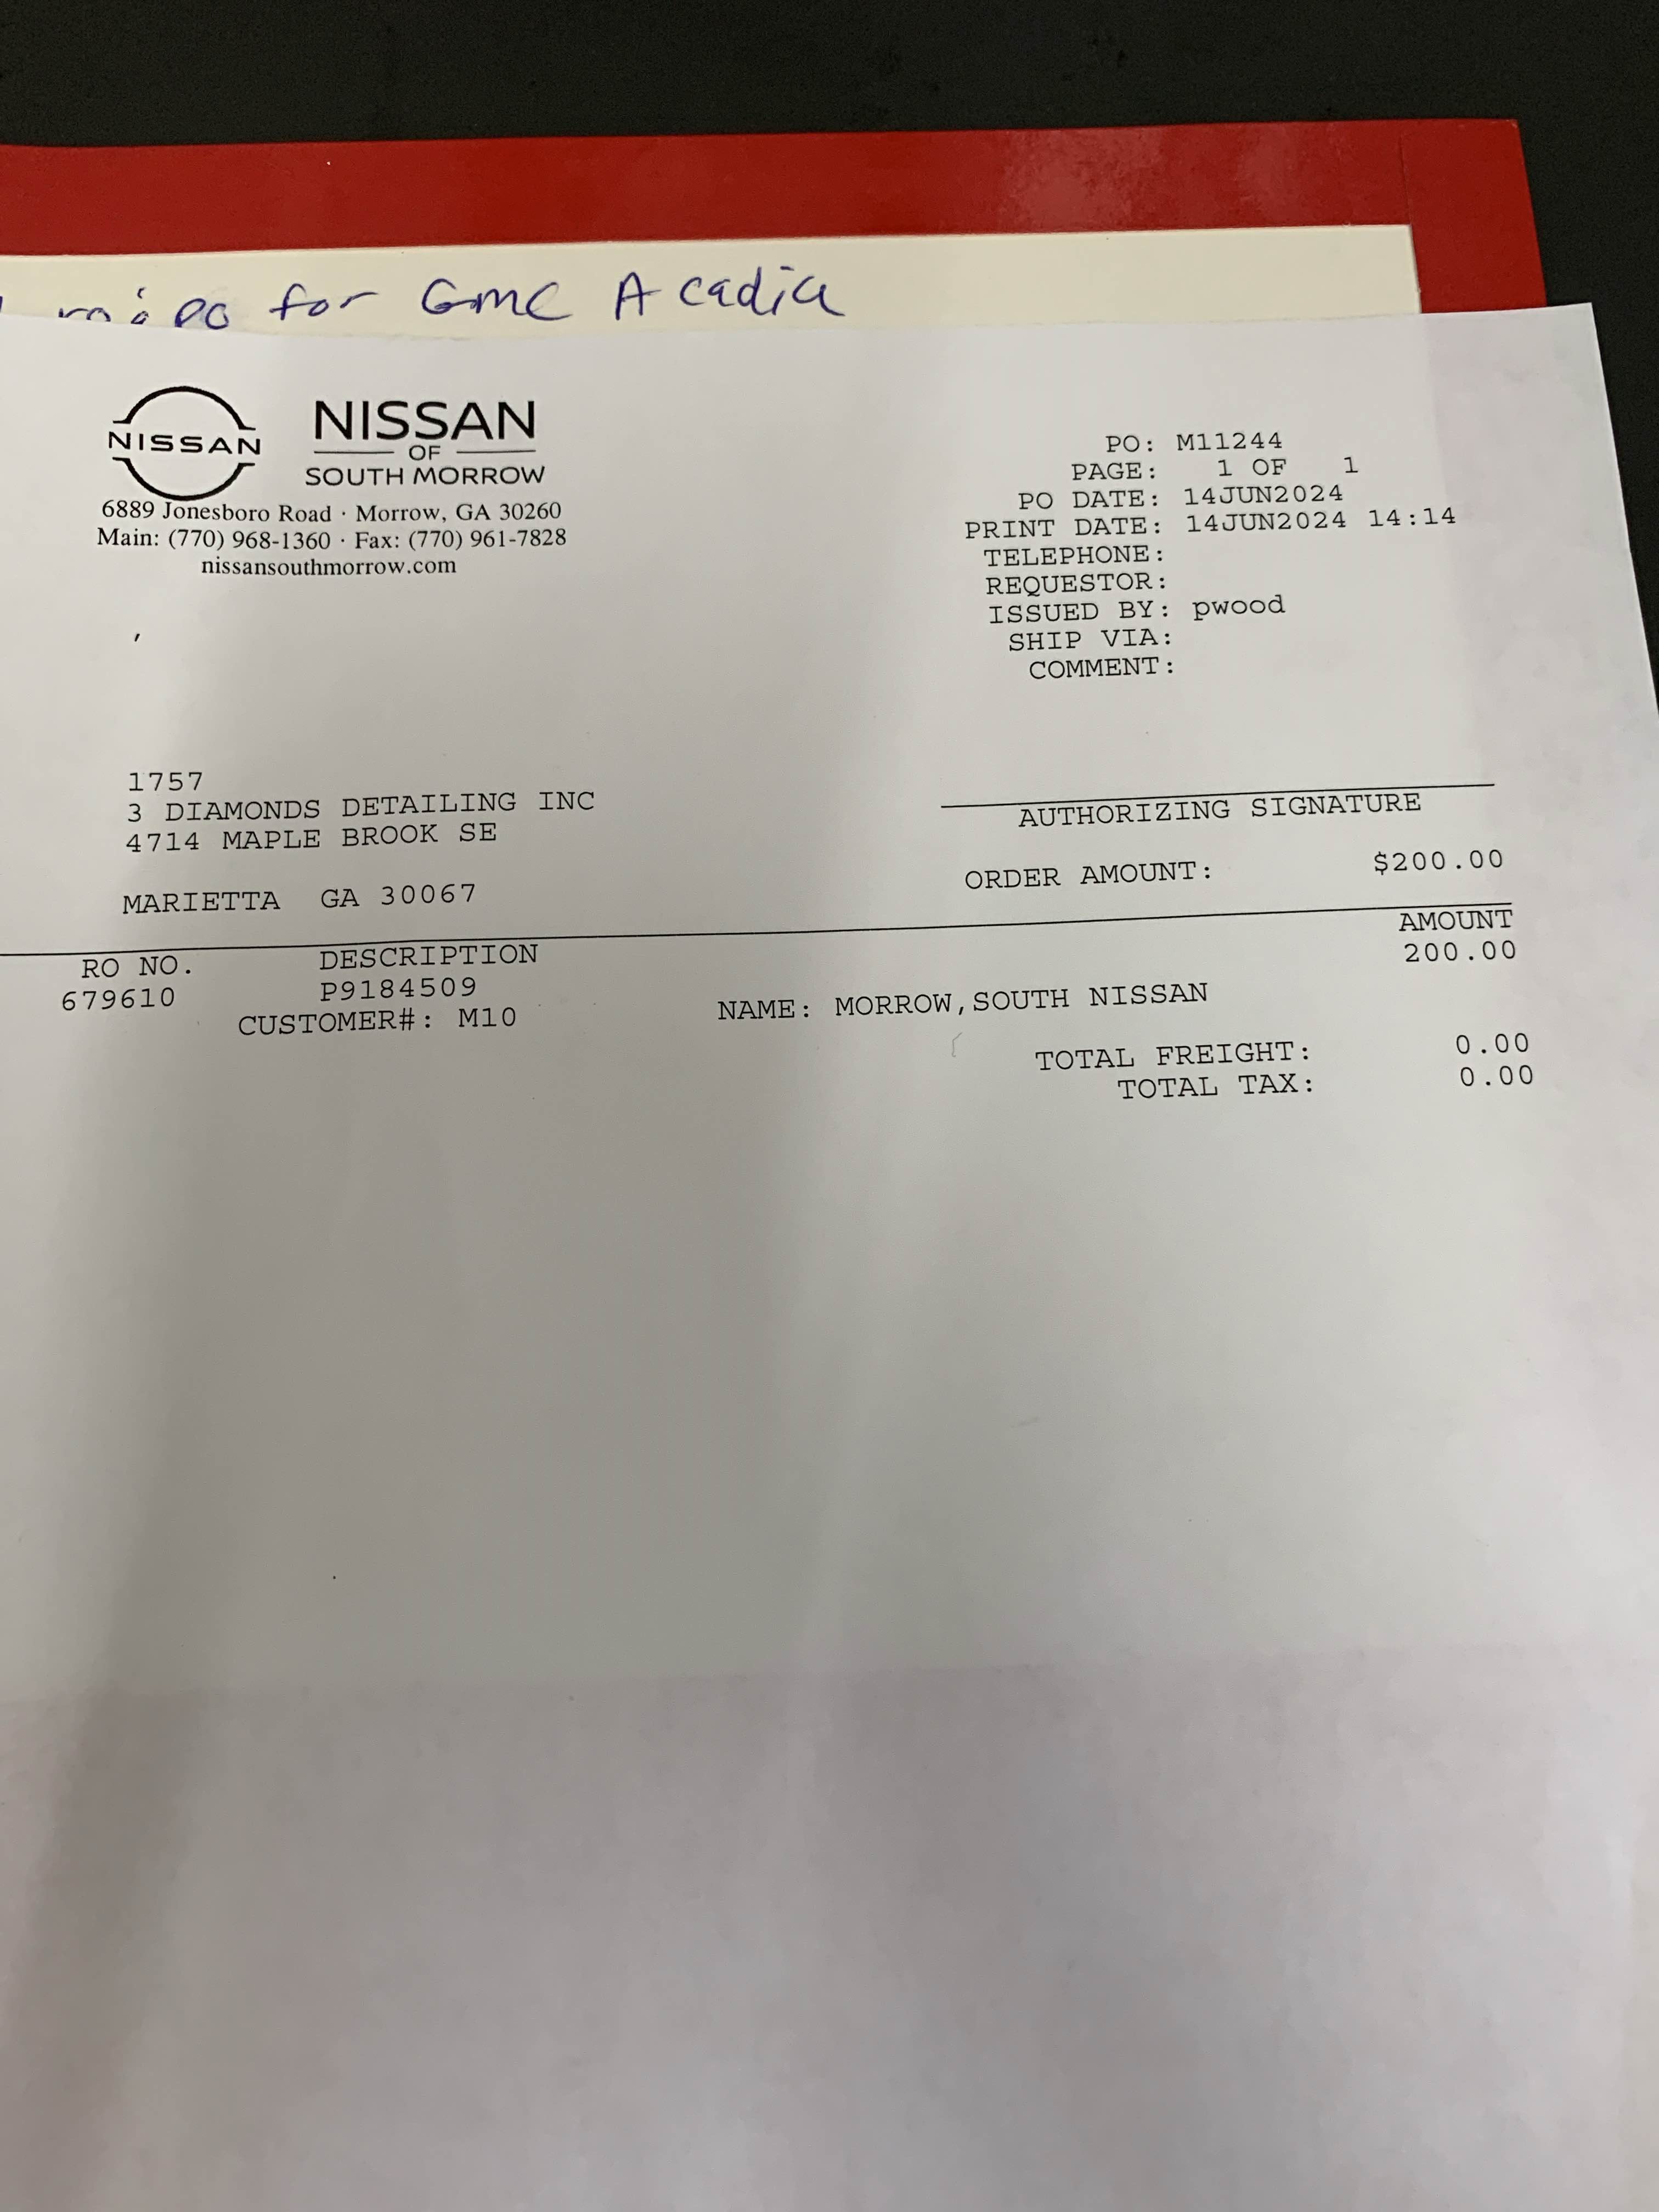 for GMC Acadia
NISSAN
NISSAN
OF
SOUTH MORROW
6889 Jonesboro Road · Morrow, GA 30260
Main: (770) 968-1360 · Fax: (770) 961-7828
nissansouthmorrow.com
PO: M11244
PAGE: 1 OF 1
PO DATE: 14JUN2024
PRINT DATE: 14JUN2024 14:14
TELEPHONE:
REQUESTOR:
ISSUED BY: pwood
SHIP VIA:
COMMENT:
1757
3 DIAMONDS DETAILING INC
4714 MAPLE BROOK SE
MARIETTA GA 30067
AUTHORIZING SIGNATURE
ORDER AMOUNT: $200.00
RO NO. DESCRIPTION AMOUNT
679610 P9184509 200.00
CUSTOMER#: M10 NAME: MORROW,SOUTH NISSAN
TOTAL FREIGHT: 0.00
TOTAL TAX: 0.00